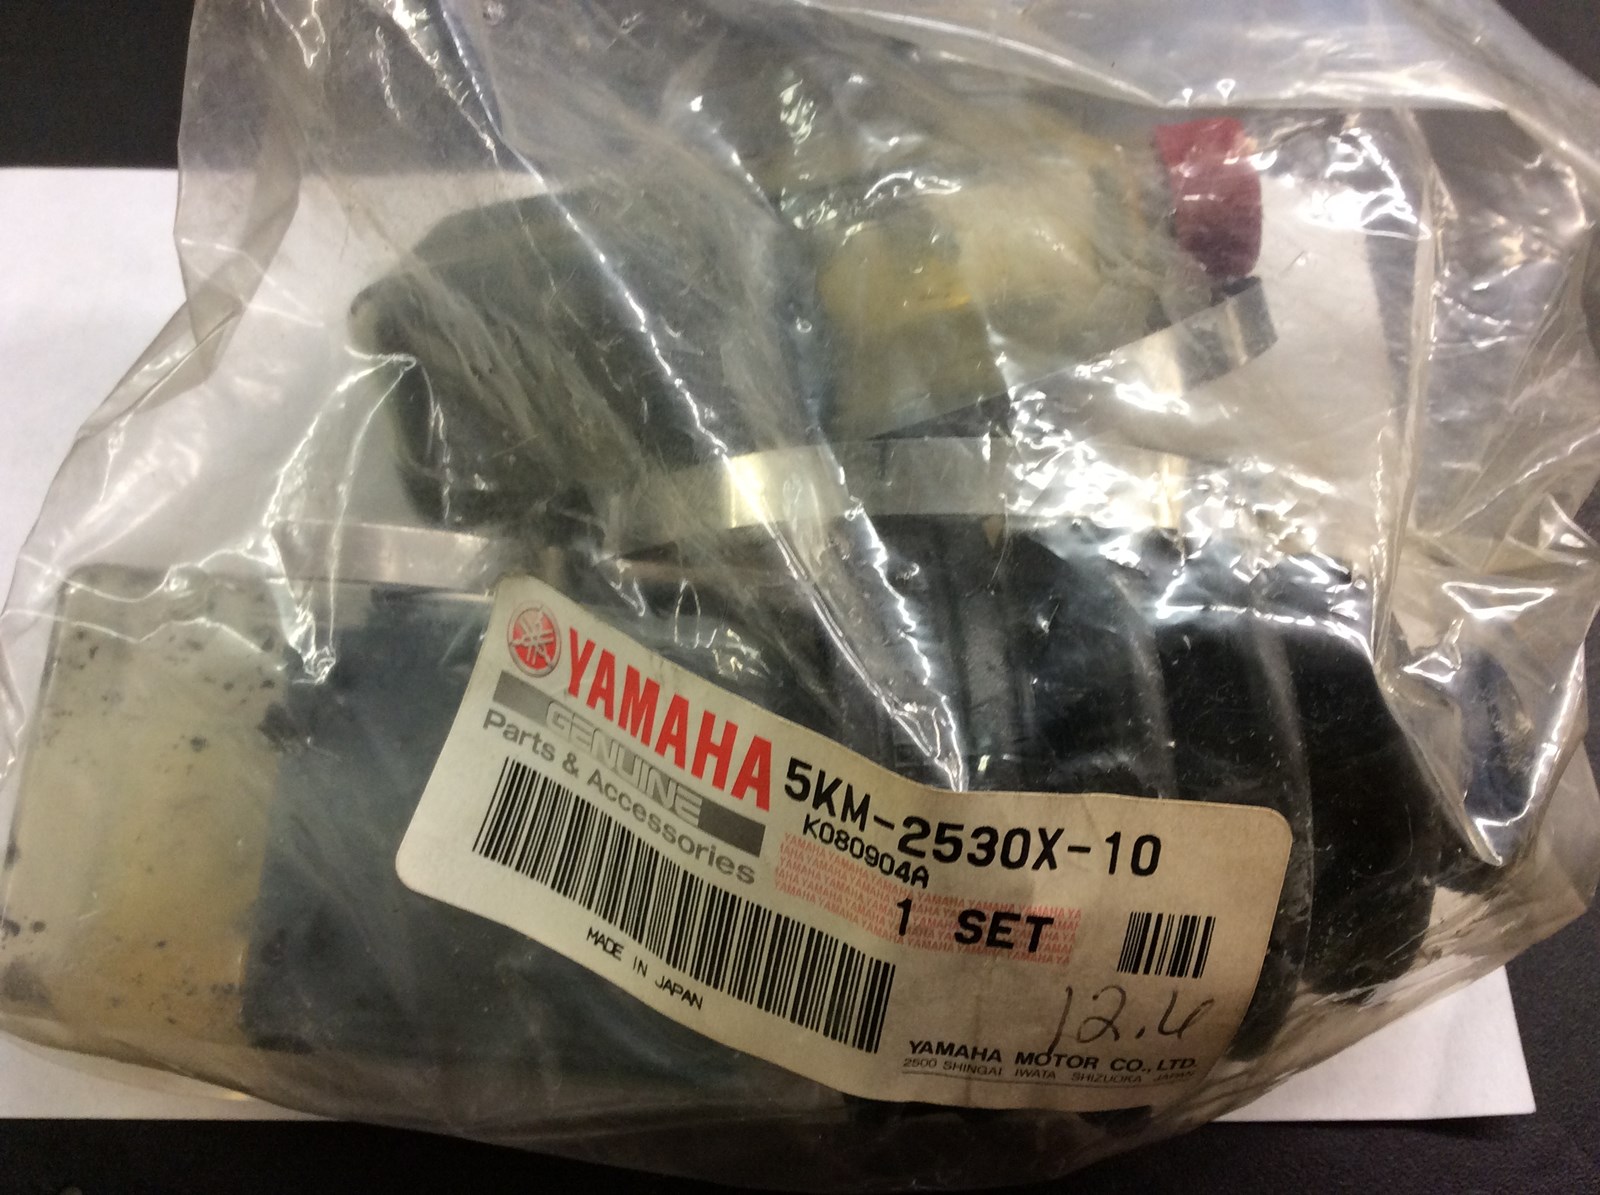 YAMAHA
GENUINE
Parts & Accessories
5KM-2530X-10
K080904A
1 SET
MADE IN JAPAN
12.6
YAMAHA MOTOR CO., LTD.
2500 SHINGAI IWATA SHIZUOKA JAPAN